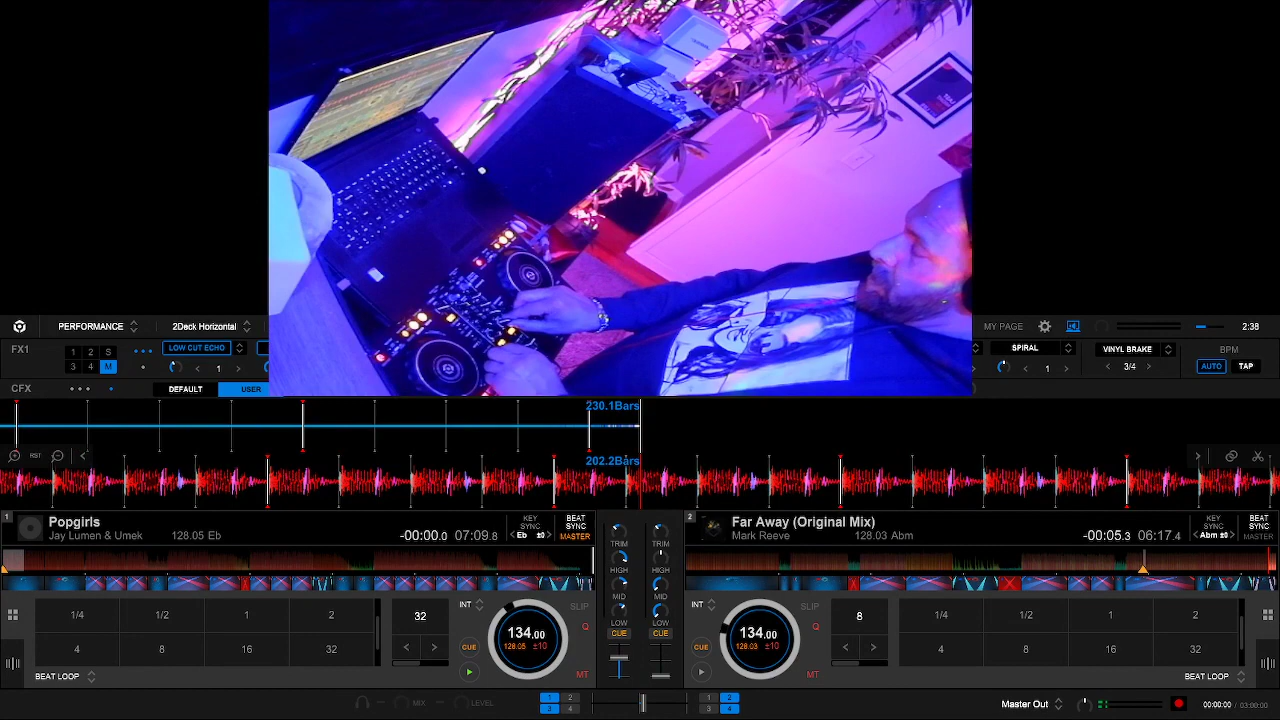 PERFORMANCE
2Deck Horizontal
MY PAGE
2:38
FX1
1 2 S
3 4 M
LOW CUT ECHO
1
SPIRAL
1
VINYL BRAKE
3/4
BPM
AUTO
TAP
CFX
DEFAULT
USER
230.1Bars
RST
202.2Bars
1
Popgirls
Jay Lumen & Umek
128.05 Eb
-00:00.0
07:09.8
KEY SYNC
Eb ±0
BEAT SYNC
MASTER
TRIM
HIGH
MID
LOW
CUE
TRIM
HIGH
MID
LOW
CUE
2
Far Away (Original Mix)
Mark Reeve
128.03 Abm
-00:05.3
06:17.4
KEY SYNC
Abm ±0
BEAT SYNC
MASTER
1/4
1/2
1
2
4
8
16
32
32
BEAT LOOP
INT
CUE
134.00
128.05 ±10
SLIP
Q
MT
INT
CUE
134.00
128.03 ±10
SLIP
Q
MT
8
1/4
1/2
1
2
4
8
16
32
BEAT LOOP
MIX
LEVEL
1 2
3 4
1 2
3 4
Master Out
00:00:00 / 03:00:00